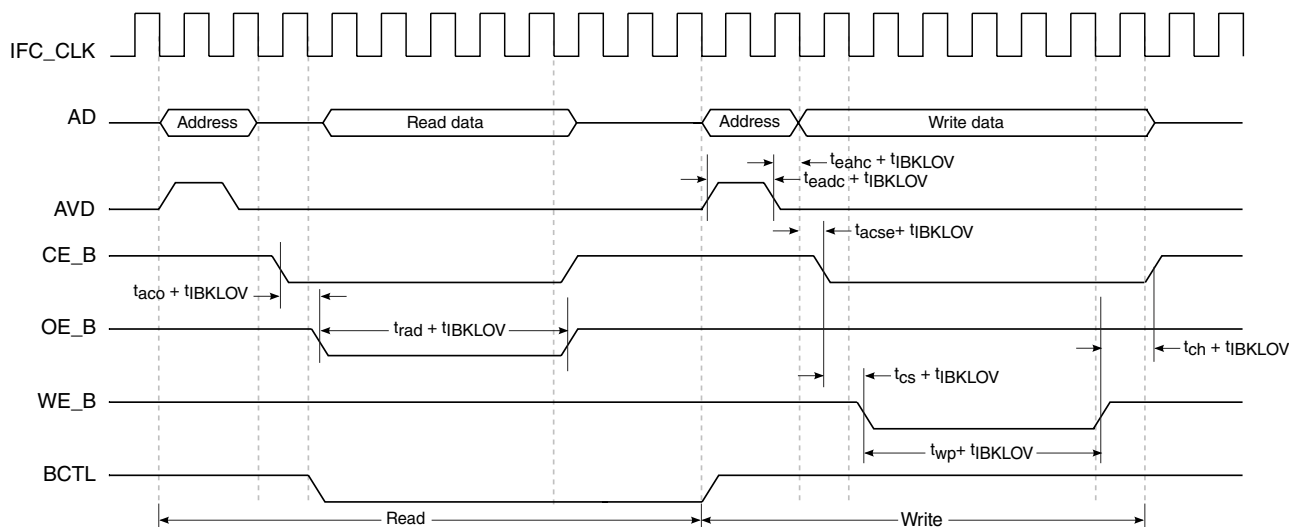 IFC_CLK
AD
Address
Read data
Address
Write data
teahc + tIBKLOV
teadc + tIBKLOV
AVD
tacse+ tIBKLOV
CE_B
taco + tIBKLOV
trad + tIBKLOV
OE_B
tch + tIBKLOV
tcs + tIBKLOV
WE_B
twp+ tIBKLOV
BCTL
Read
Write